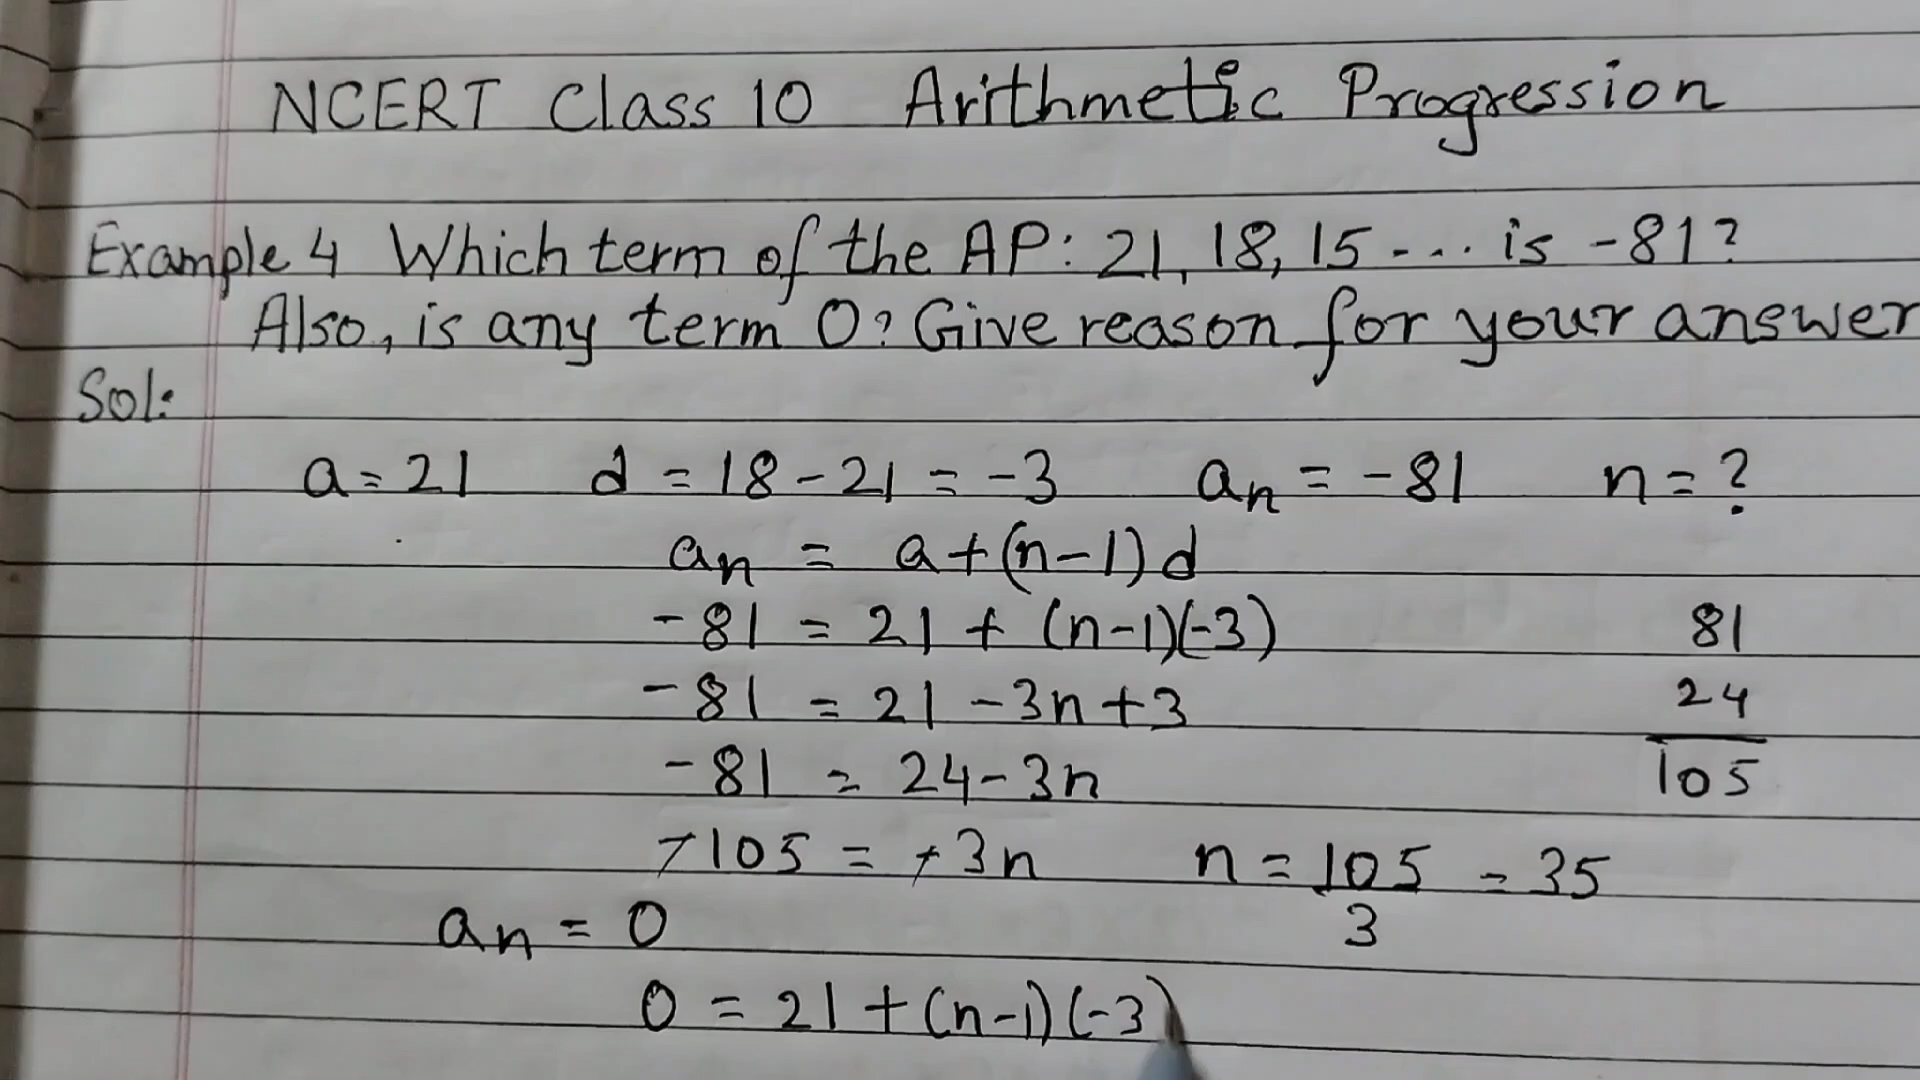 NCERT Class 10 Arithmetic Progression
Example 4 Which term of the AP: 21, 18, 15 - ... is -81?
Also, is any term 0? Give reason for your answer
Sol:
a = 21 d = 18 - 21 = -3 an = -81 n = ?
an = a + (n-1) d
-81 = 21 + (n-1)(-3) 81
-81 = 21 - 3n + 3 24
-81 = 24 - 3n 105
-105 = -3n n = 105/3 = 35
an = 0
0 = 21 + (n-1)(-3)